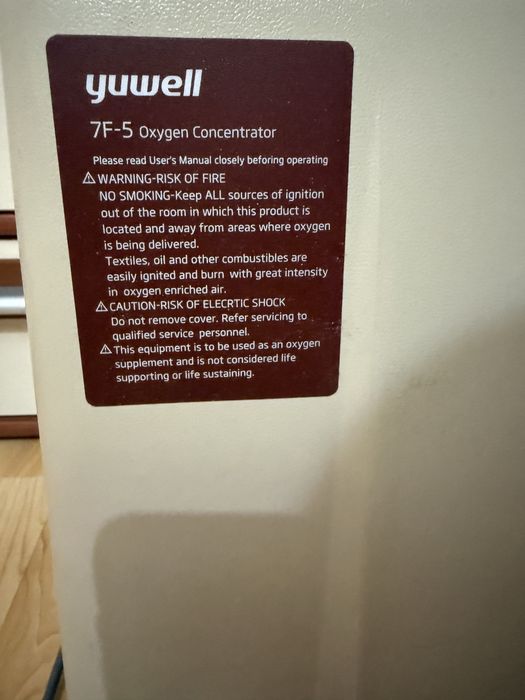 yuwell
7F-5 Oxygen Concentrator
Please read User's Manual closely beforing operating
⚠ WARNING-RISK OF FIRE
NO SMOKING-Keep ALL sources of ignition
out of the room in which this product is
located and away from areas where oxygen
is being delivered.
Textiles, oil and other combustibles are
easily ignited and burn with great intensity
in oxygen enriched air.
⚠ CAUTION-RISK OF ELECRTIC SHOCK
Do not remove cover. Refer servicing to
qualified service personnel.
⚠ This equipment is to be used as an oxygen
supplement and is not considered life
supporting or life sustaining.